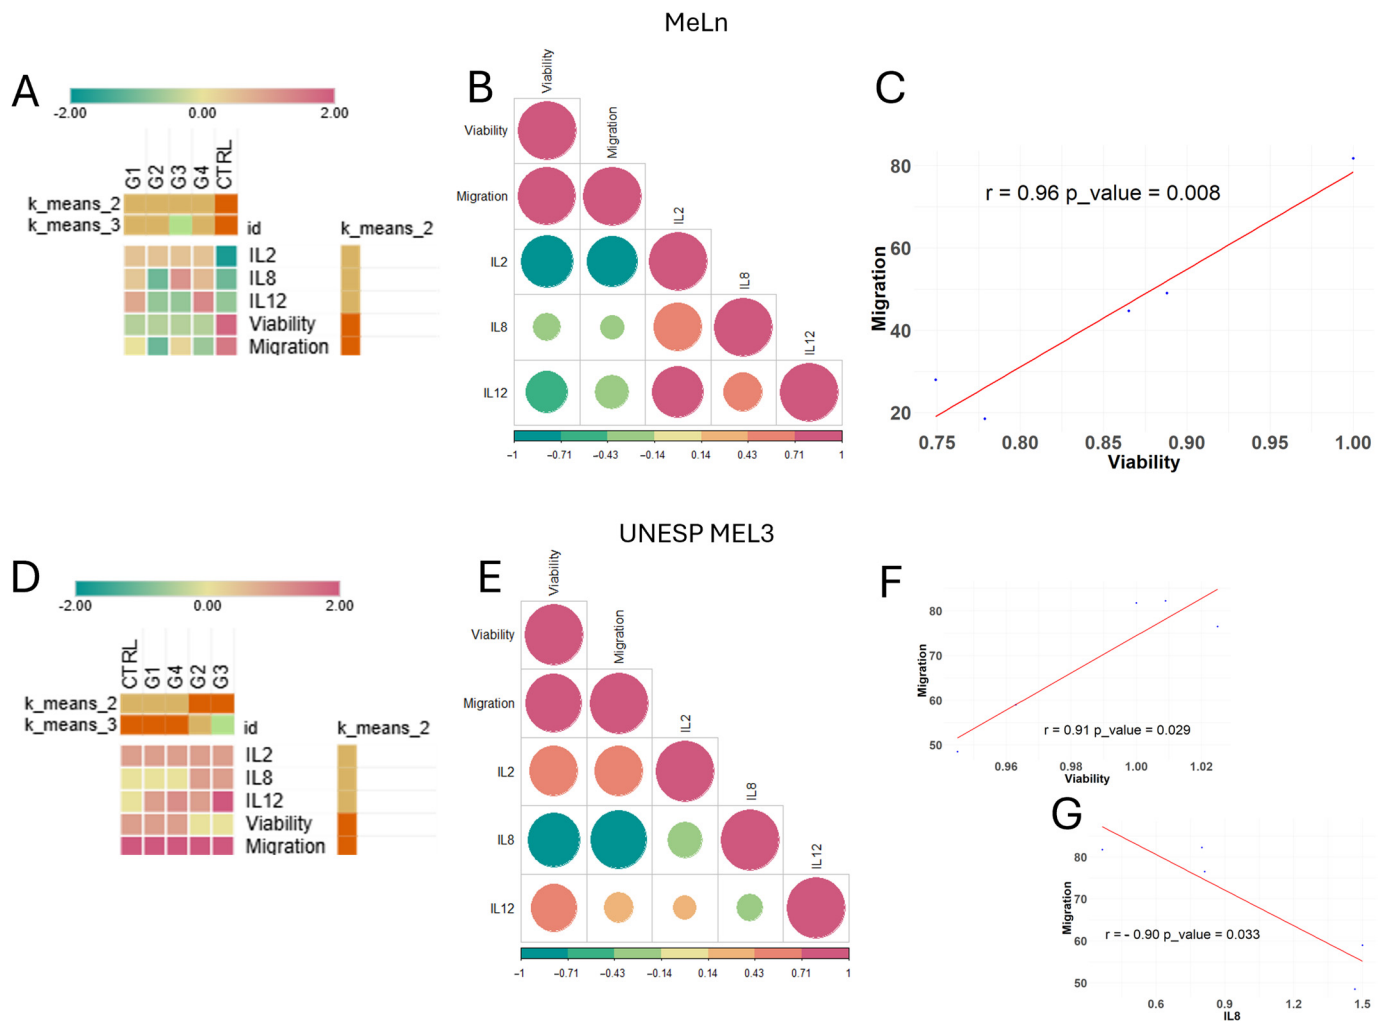 MeLn
A
-2.00 0.00 2.00
G1 G2 G3 G4 CTRL
k_means_2
k_means_3 id k_means_2
IL2
IL8
IL12
Viability
Migration
B
Viability
Viability Migration
Migration IL2
IL2 IL8
IL8 IL12
IL12
−1 −0.71 −0.43 −0.14 0.14 0.43 0.71 1
C
r = 0.96 p_value = 0.008
Migration
80
60
40
20
0.75 0.80 0.85 0.90 0.95 1.00
Viability
UNESP MEL3
D
-2.00 0.00 2.00
CTRL G1 G4 G2 G3
k_means_2
k_means_3 id k_means_2
IL2
IL8
IL12
Viability
Migration
E
Viability
Viability Migration
Migration IL2
IL2 IL8
IL8 IL12
IL12
−1 −0.71 −0.43 −0.14 0.14 0.43 0.71 1
F
Migration
80
70
60
50
r = 0.91 p_value = 0.029
0.96 0.98 1.00 1.02
Viability
G
Migration
80
70
60
50
r = - 0.90 p_value = 0.033
0.6 0.9 1.2 1.5
IL8